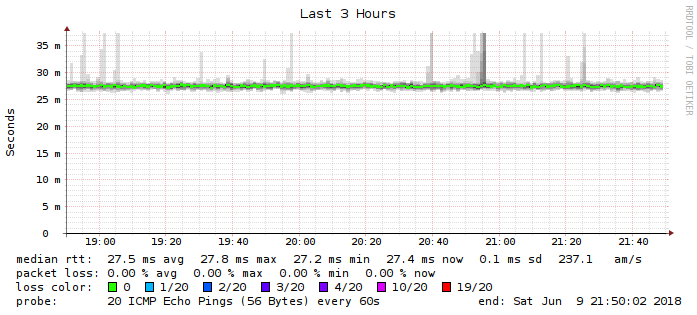 Last 3 Hours
RRDTOOL / TOBI OETIKER
Seconds
35 m
30 m
25 m
20 m
15 m
10 m
5 m
0
19:00 19:20 19:40 20:00 20:20 20:40 21:00 21:20 21:40
median rtt: 27.5 ms avg 27.8 ms max 27.2 ms min 27.4 ms now 0.1 ms sd 237.1 am/s
packet loss: 0.00 % avg 0.00 % max 0.00 % min 0.00 % now
loss color: 0 1/20 2/20 3/20 4/20 10/20 19/20
probe: 20 ICMP Echo Pings (56 Bytes) every 60s end: Sat Jun 9 21:50:02 2018